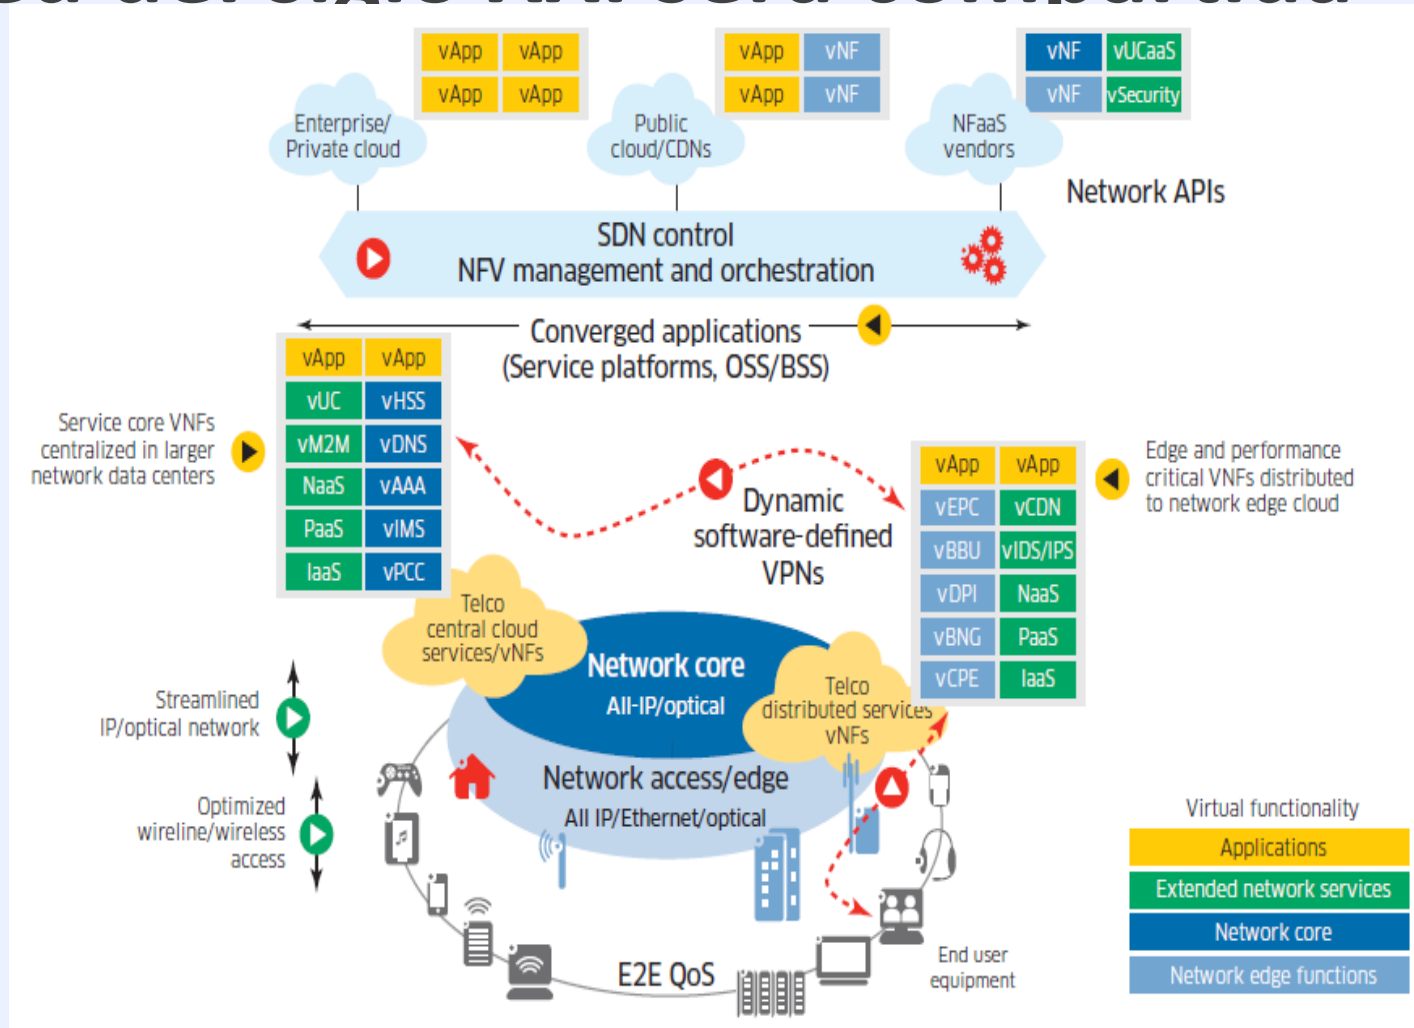 vApp vApp
vApp vApp
Enterprise/
Private cloud
vApp vNF
vApp vNF
Public
cloud/CDNs
vNF vUCaaS
vNF vSecurity
NFaaS
vendors
Network APIs
SDN control
NFV management and orchestration
Converged applications
(Service platforms, OSS/BSS)
vApp vApp
vUC vHSS
vM2M vDNS
NaaS vAAA
PaaS vIMS
IaaS vPCC
Service core VNFs
centralized in larger
network data centers
Dynamic
software-defined
VPNs
vApp vApp
vEPC vCDN
vBBU vIDS/IPS
vDPI NaaS
vBNG PaaS
vCPE IaaS
Edge and performance
critical VNFs distributed
to network edge cloud
Telco
central cloud
services/vNFs
Network core
All-IP/optical
Telco
distributed services
vNFs
Streamlined
IP/optical network
Network access/edge
All IP/Ethernet/optical
Optimized
wireline/wireless
access
E2E QoS
End user
equipment
Virtual functionality
Applications
Extended network services
Network core
Network edge functions